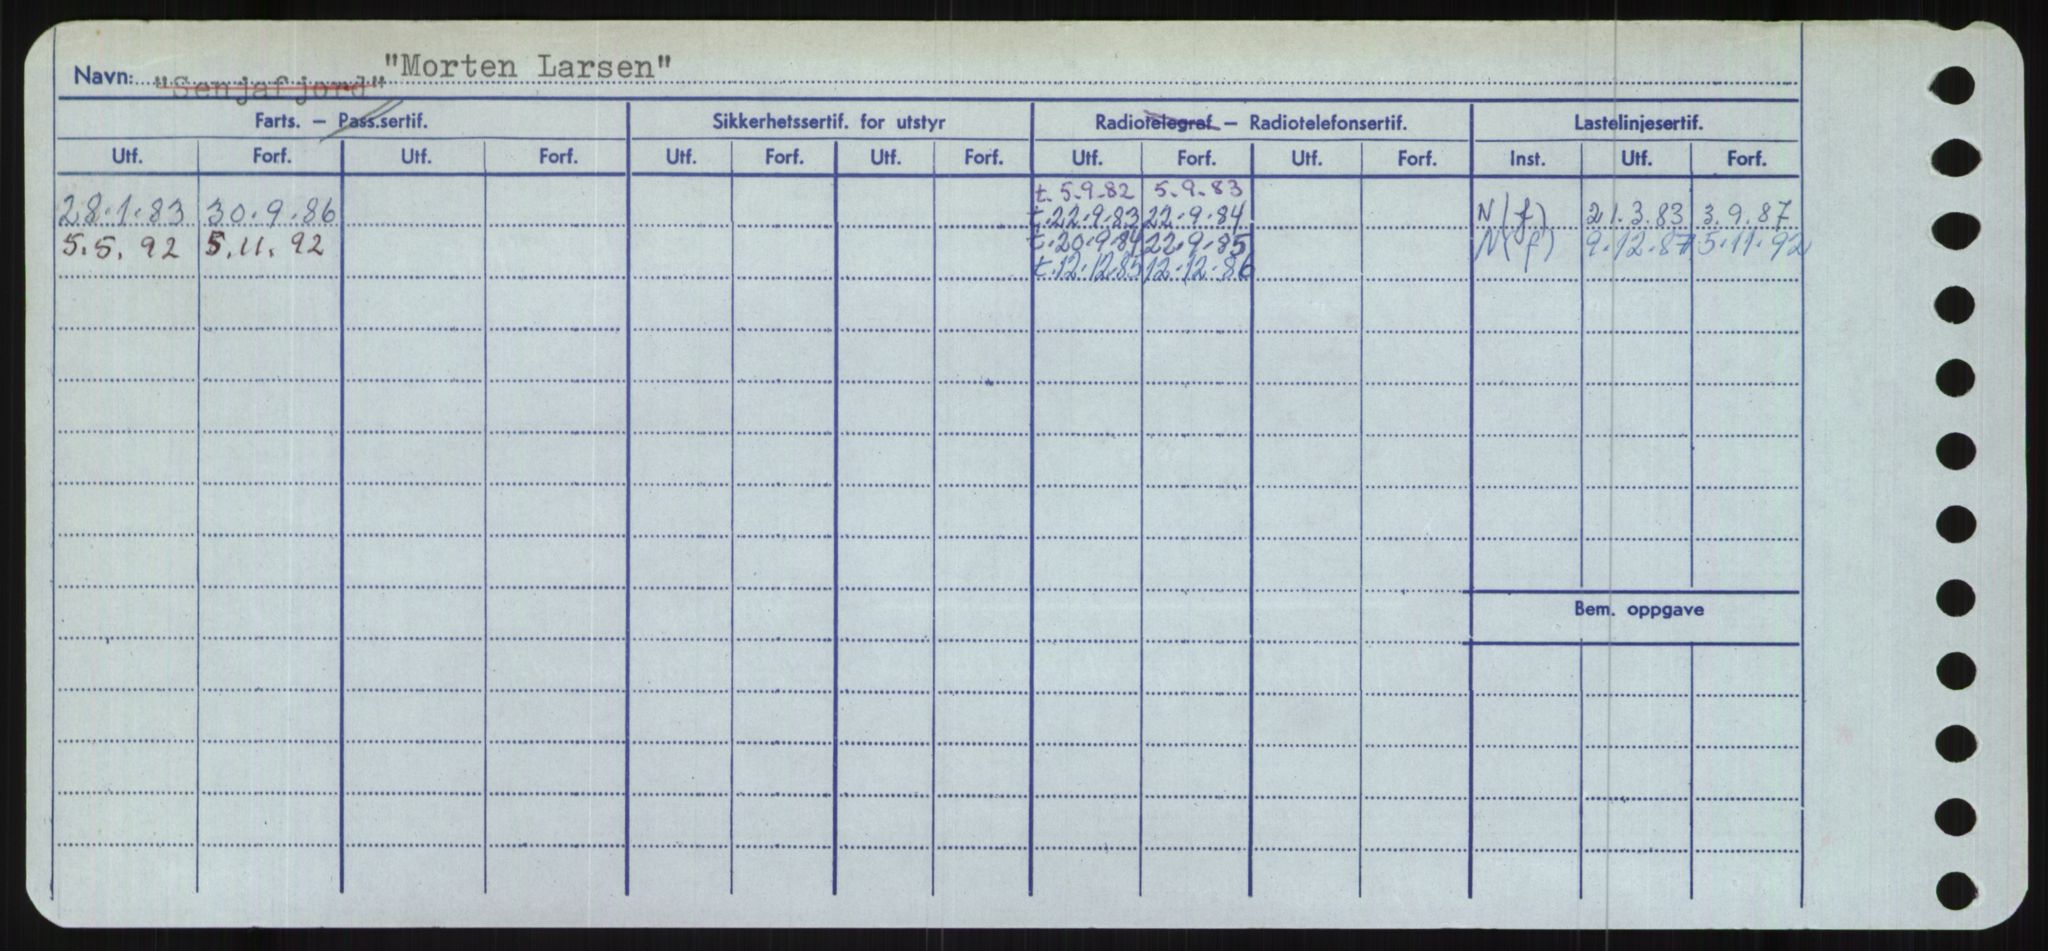 Navn: "Senjafjord" "Morten Larsen"
Farts. – Pass.sertif. Sikkerhetssertif. for utstyr Radiotelegraf – Radiotelefonsertif. Lastelinjesertif.
Utf. Forf. Utf. Forf. Utf. Forf. Utf. Forf. Utf. Forf. Utf. Forf. Inst. Utf. Forf.
t. 5.9.82 5.9.83
28.1.83 30.9.86 t.22.9.83 22.9.84 N(f) 21.3.83 3.9.87
5.5.92 5.11.92 t.20.9.84 22.9.85 N(f) 9.12.87 5.11.92
t.12.12.85 12.12.86
Bem. oppgave